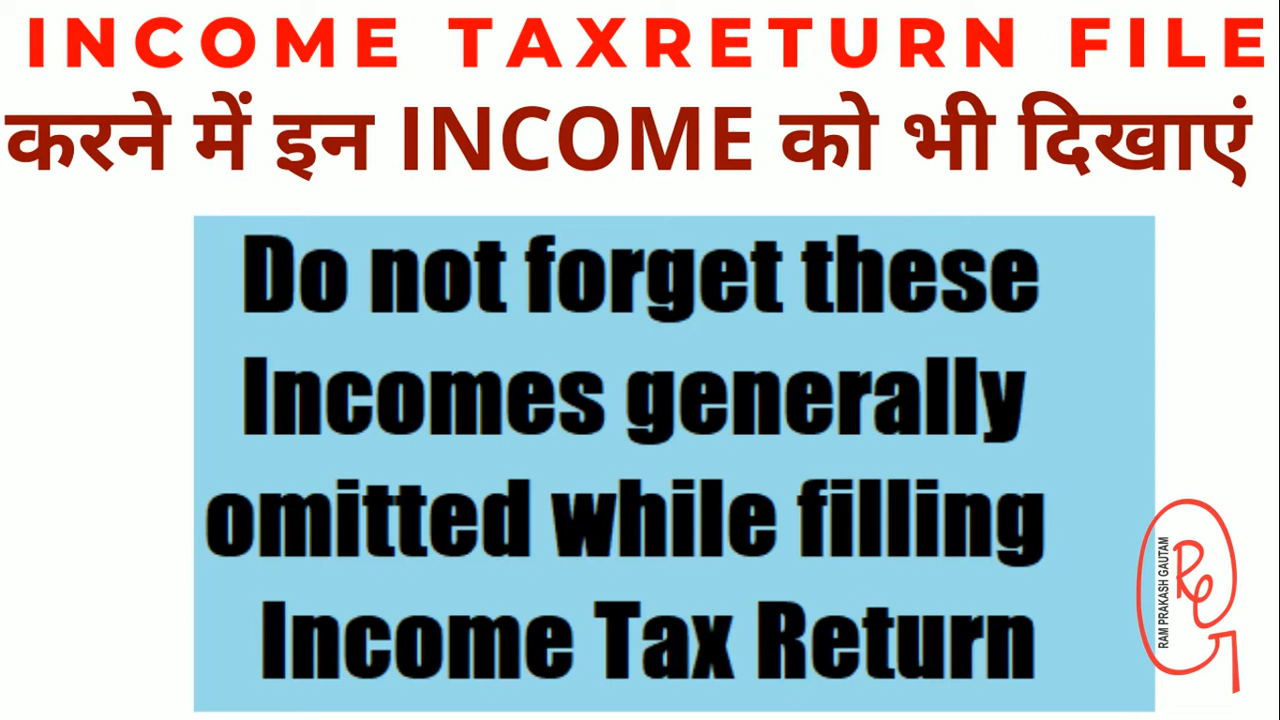 INCOME TAXRETURN FILE
करने में इन INCOME को भी दिखाएं
Do not forget these
Incomes generally
omitted while filling
Income Tax Return
RAM PRAKASH GAUTAM